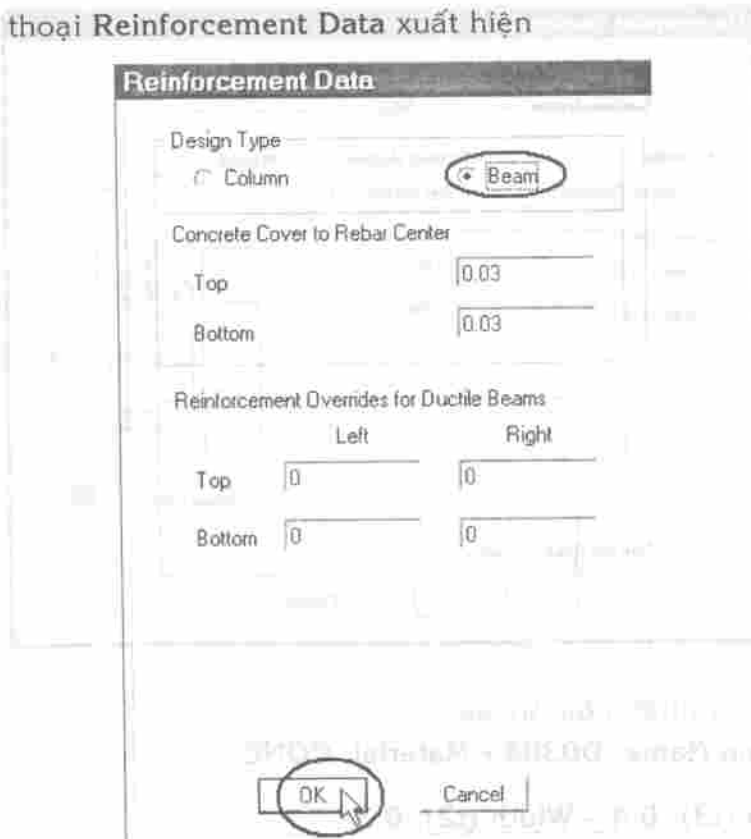 thoại Reinforcement Data xuất hiện
Reinforcement Data
Design Type
Column Beam
Concrete Cover to Rebar Center
Top 0.03
Bottom 0.03
Reinforcement Overrides for Ductile Beams
Left Right
Top 0 0
Bottom 0 0
OK Cancel